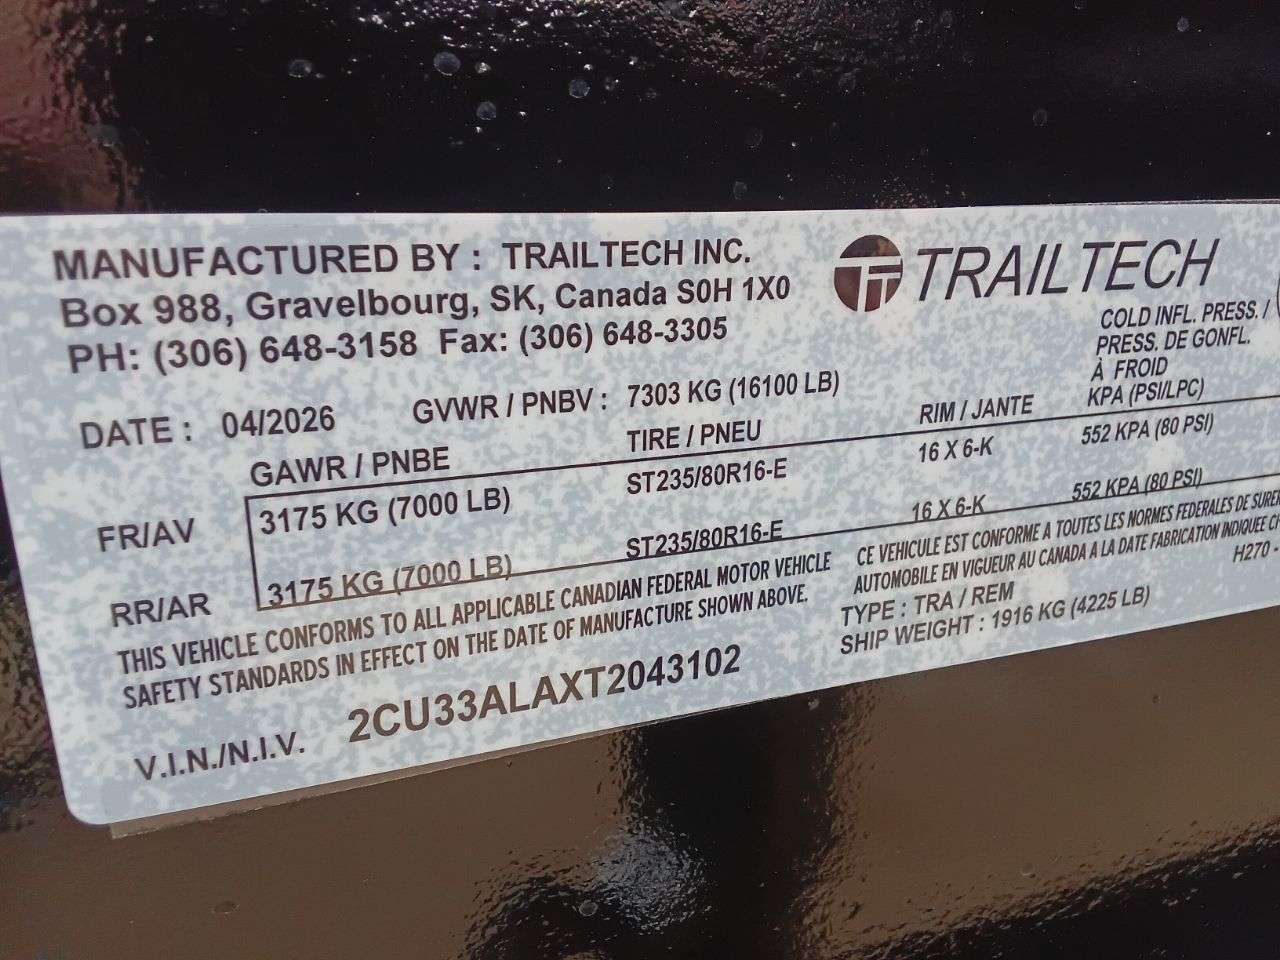 MANUFACTURED BY : TRAILTECH INC.
Box 988, Gravelbourg, SK, Canada S0H 1X0
PH: (306) 648-3158 Fax: (306) 648-3305
TRAILTECH
COLD INFL. PRESS. /
PRESS. DE GONFL.
À FROID
KPA (PSI/LPC)
DATE : 04/2026 GVWR / PNBV : 7303 KG (16100 LB)
GAWR / PNBE TIRE / PNEU RIM / JANTE
FR/AV 3175 KG (7000 LB) ST235/80R16-E 16 X 6-K 552 KPA (80 PSI)
RR/AR 3175 KG (7000 LB) ST235/80R16-E 16 X 6-K 552 KPA (80 PSI)
THIS VEHICLE CONFORMS TO ALL APPLICABLE CANADIAN FEDERAL MOTOR VEHICLE
SAFETY STANDARDS IN EFFECT ON THE DATE OF MANUFACTURE SHOWN ABOVE.
CE VEHICULE EST CONFORME A TOUTES LES NORMES FEDERALES DE
AUTOMOBILE EN VIGUEUR AU CANADA A LA DATE FABRICATION INDIQUEE
H270 -
TYPE : TRA / REM
SHIP WEIGHT : 1916 KG (4225 LB)
V.I.N./N.I.V. 2CU33ALAXT2043102